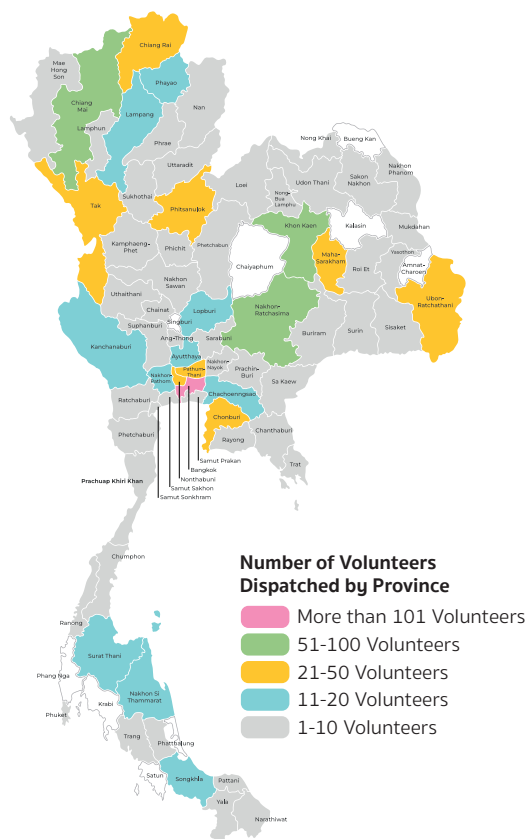 Chiang Rai
Mae
Hong
Son
Phayao
Chiang
Mai
Nan
Lampang
Lamphun
Phrae
Uttaradit
Nong Khai
Bueng Kan
Loei
Udon Thani
Sakon
Nakhon
Nakhon
Phanom
Nong-
Bua
Lamphu
Tak
Sukhothai
Phitsanulok
Khon Kaen
Kalasin
Mukdahan
Kamphaeng-
Phet
Phichit
Phetchabun
Maha-
Sarakham
Roi Et
Yasothon
Amnat-
Charoen
Chaiyaphum
Nakhon
Sawan
Uthaithani
Ubon-
Ratchathani
Chainat
Lopburi
Nakhon-
Ratchasima
Singburi
Suphanburi
Ang-Thong
Saraburi
Buriram
Surin
Sisaket
Kanchanaburi
Ayutthaya
Nakhon-
Nayok
Pathum-
Thani
Prachin-
Buri
Nakhon-
Pathom
Sa Kaew
Chachoenngsao
Ratchaburi
Chonburi
Chanthaburi
Phetchaburi
Rayong
Trat
Samut Prakan
Bangkok
Nonthabuni
Samut Sakhon
Samut Sonkhram
Prachuap Khiri Khan
Chumphon
Number of Volunteers
Dispatched by Province
More than 101 Volunteers
51-100 Volunteers
21-50 Volunteers
11-20 Volunteers
1-10 Volunteers
Ranong
Surat Thani
Phang Nga
Nakhon Si
Thammarat
Krabi
Phuket
Trang
Phatthalung
Satun
Songkhla
Pattani
Yala
Narathiwat